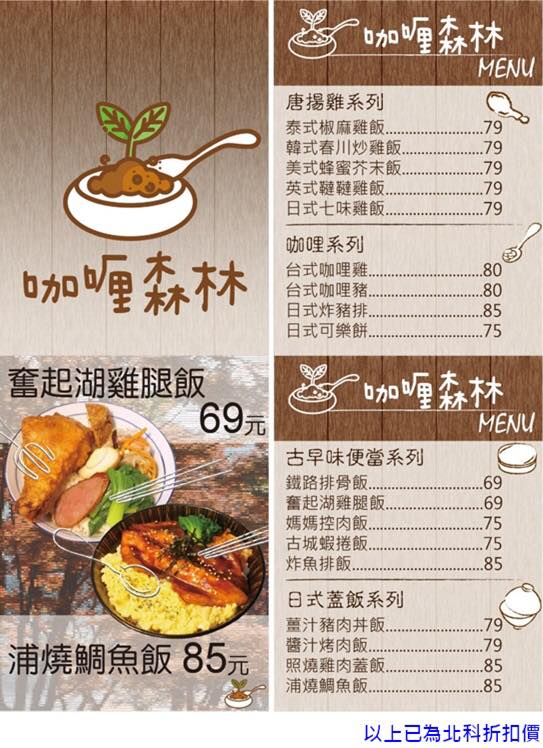 咖喱森林
奮起湖雞腿飯
69元
浦燒鯛魚飯 85元
咖喱森林
MENU
唐揚雞系列
泰式椒麻雞飯..................79
韓式春川炒雞飯...............79
美式蜂蜜芥末飯...............79
英式韃韃雞飯..................79
日式七味雞飯..................79
咖哩系列
台式咖哩雞.....................80
台式咖哩豬.....................80
日式炸豬排.....................85
日式可樂餅.....................75
咖喱森林
MENU
古早味便當系列
鐵路排骨飯.....................69
奮起湖雞腿飯..................69
媽媽控肉飯.....................75
古城蝦捲飯.....................75
炸魚排飯........................85
日式蓋飯系列
薑汁豬肉丼飯..................79
醬汁烤肉飯.....................79
照燒雞肉蓋飯..................85
浦燒鯛魚飯.....................85
以上已為北科折扣價